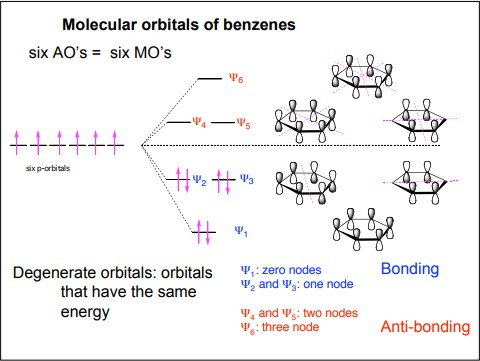 Molecular orbitals of benzenes
six AO's = six MO's
Ψ6
Ψ4 Ψ5
six p-orbitals
Ψ2 Ψ3
Ψ1
Degenerate orbitals: orbitals
that have the same
energy
Ψ1: zero nodes
Ψ2 and Ψ3: one node
Bonding
Ψ4 and Ψ5: two nodes
Ψ6: three node
Anti-bonding